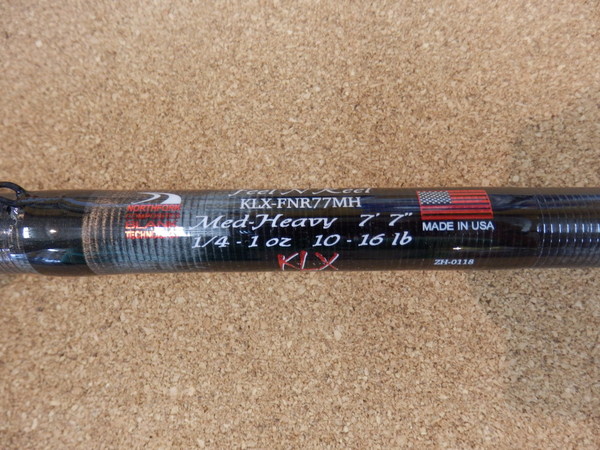 Feel N Reel
KLX-FNR77MH
Med-Heavy 7' 7"
1/4 - 1 oz 10 - 16 lb
KLX
MADE IN USA
ZH-0118